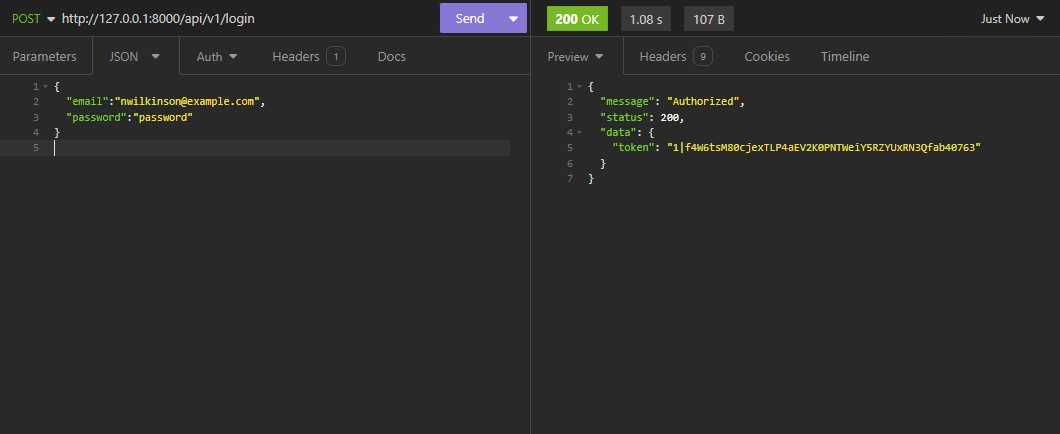 POST http://127.0.0.1:8000/api/v1/login Send
200 OK 1.08 s 107 B Just Now
Parameters JSON Auth Headers 1 Docs
Preview Headers 9 Cookies Timeline
1 {
2 "email":"nwilkinson@example.com",
3 "password":"password"
4 }
5
1 {
2 "message": "Authorized",
3 "status": 200,
4 "data": {
5 "token": "1|f4W6tsM80cjexTLP4aEV2K0PNTWeiY5RZYUxRN3Qfab40763"
6 }
7 }